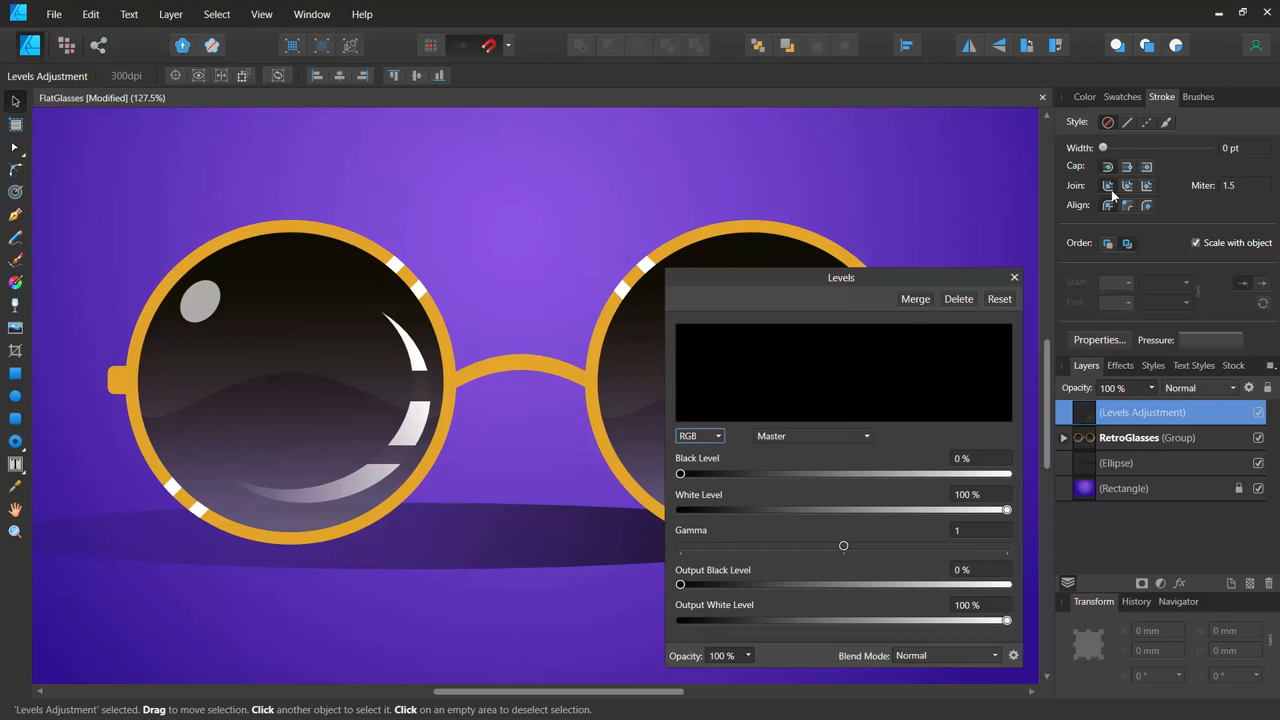 File Edit Text Layer Select View Window Help
Levels Adjustment 300dpi
FlatGlasses [Modified] (127.5%)
Color Swatches Stroke Brushes
Style:
Width: 0 pt
Cap:
Join: Miter: 1.5
Align:
Order: Scale with object
Start:
End:
Properties... Pressure:
Layers Effects Styles Text Styles Stock
Opacity: 100 % Normal
(Levels Adjustment)
RetroGlasses (Group)
(Ellipse)
(Rectangle)
Transform History Navigator
X: 0 mm Y: 0 mm
W: 0 mm H: 0 mm
R: 0 ° S: 0 °
Levels
Merge Delete Reset
RGB Master
Black Level 0 %
White Level 100 %
Gamma 1
Output Black Level 0 %
Output White Level 100 %
Opacity: 100 % Blend Mode: Normal
'Levels Adjustment' selected. Drag to move selection. Click another object to select it. Click on an empty area to deselect selection.